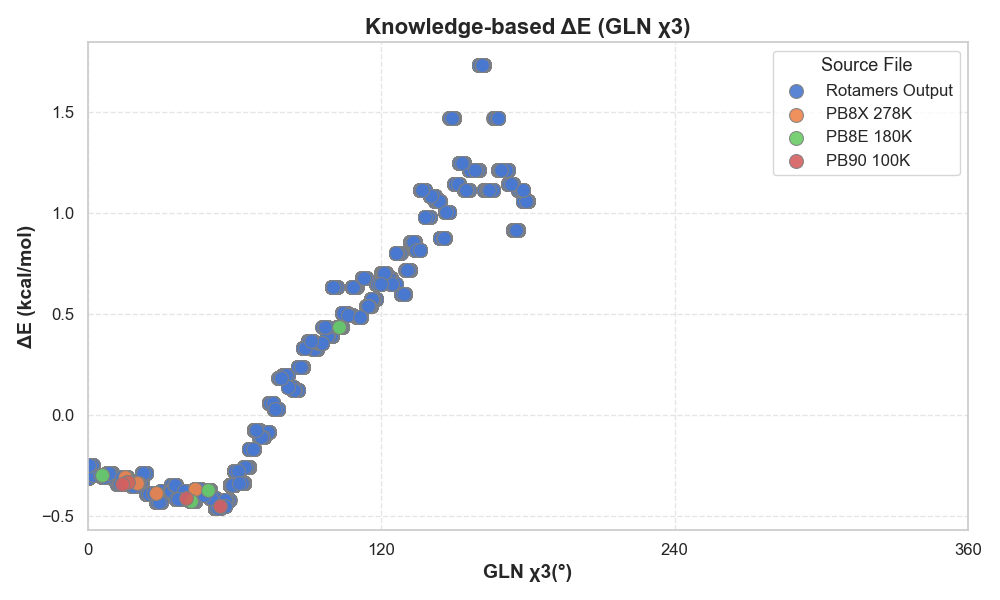 Knowledge-based ΔE (GLN χ3)
Source File
Rotamers Output
PB8X 278K
PB8E 180K
PB90 100K
ΔE (kcal/mol)
1.5
1.0
0.5
0.0
−0.5
0
120
240
360
GLN χ3(°)